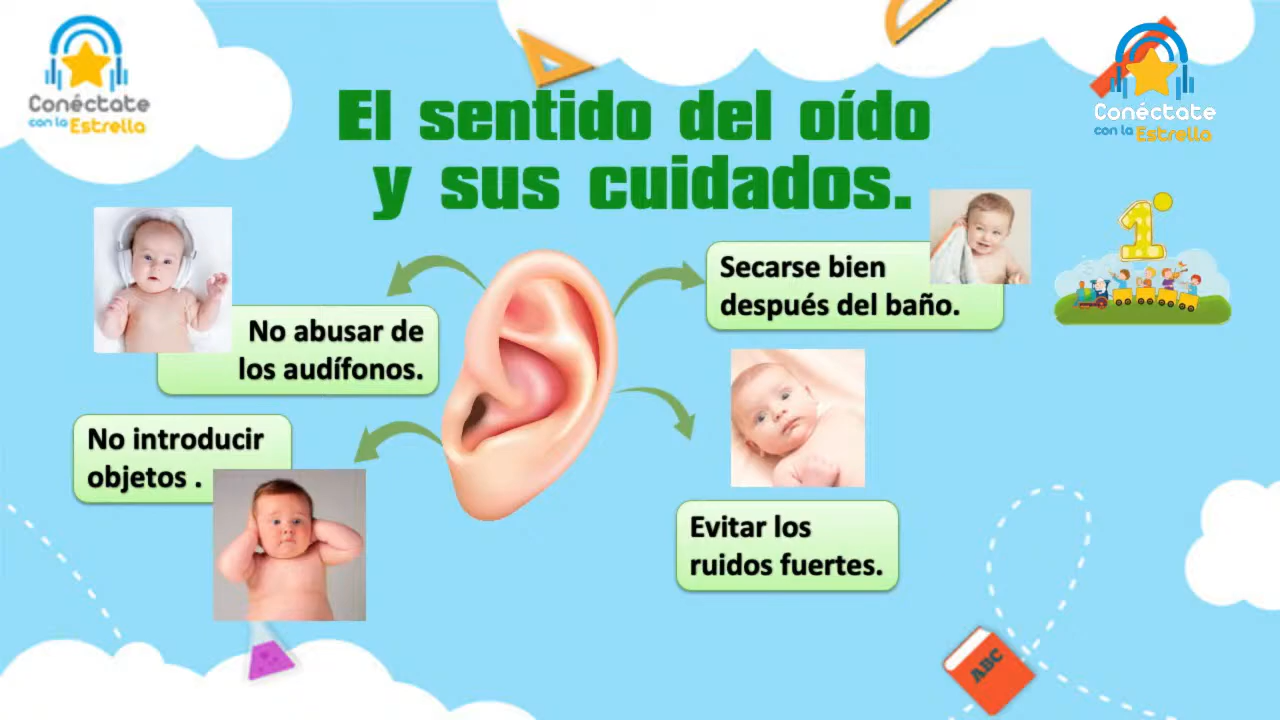 Conéctate
con la Estrella
Conéctate
con la Estrella
El sentido del oído
y sus cuidados.
1°
No abusar de
los audífonos.
Secarse bien
después del baño.
No introducir
objetos .
Evitar los
ruidos fuertes.
ABC